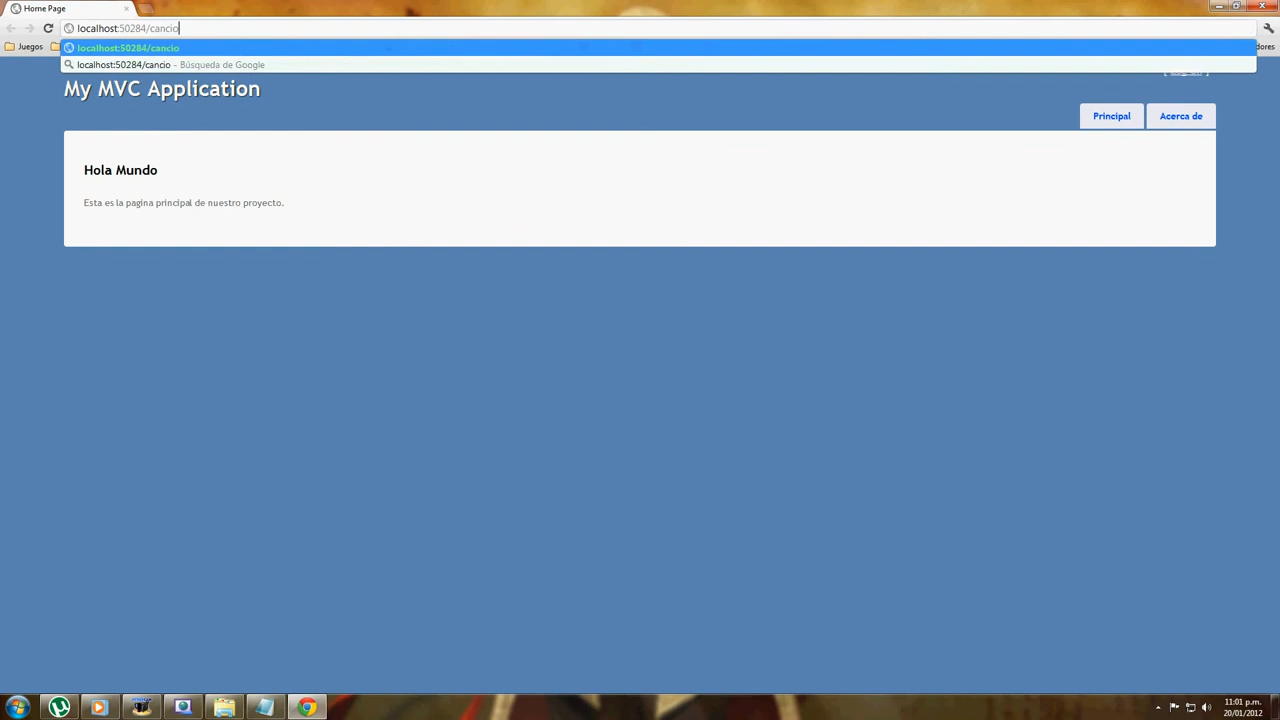 Home Page
localhost:50284/cancio
localhost:50284/cancio
localhost:50284/cancio - Búsqueda de Google
Juegos
dores
My MVC Application
Principal
Acerca de
Hola Mundo
Esta es la pagina principal de nuestro proyecto.
11:01 p.m.
20/01/2012